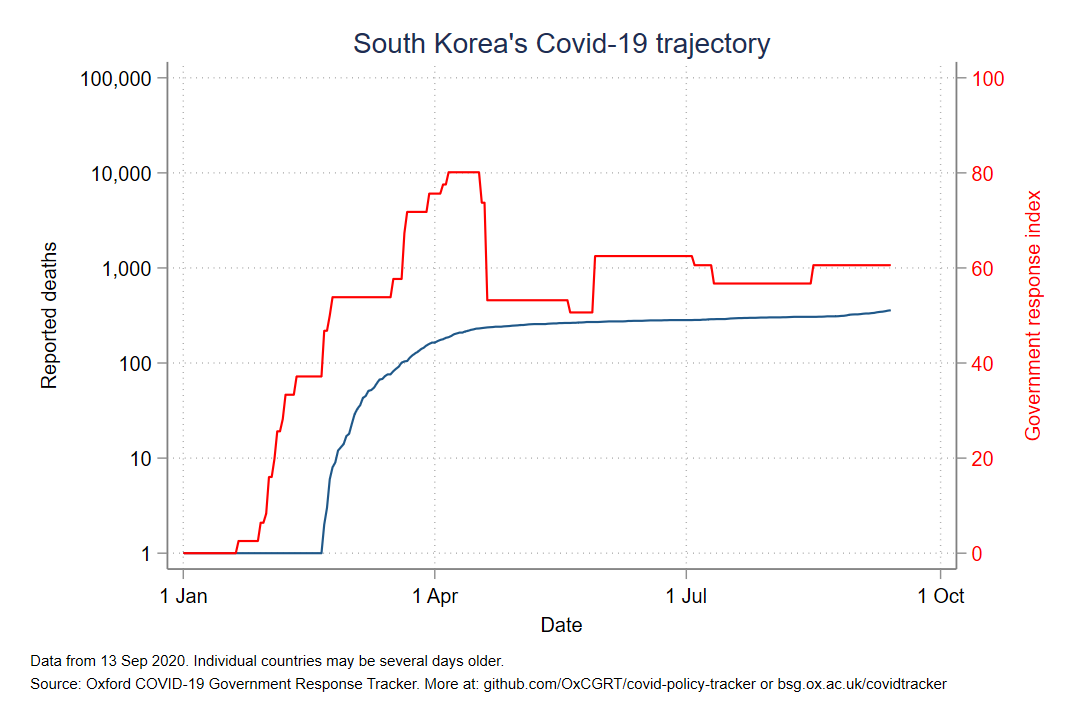 South Korea's Covid-19 trajectory
100,000
10,000
1,000
100
10
1
Reported deaths
100
80
60
40
20
0
Government response index
1 Jan
1 Apr
1 Jul
1 Oct
Date
Data from 13 Sep 2020. Individual countries may be several days older.
Source: Oxford COVID-19 Government Response Tracker. More at: github.com/OxCGRT/covid-policy-tracker or bsg.ox.ac.uk/covidtracker